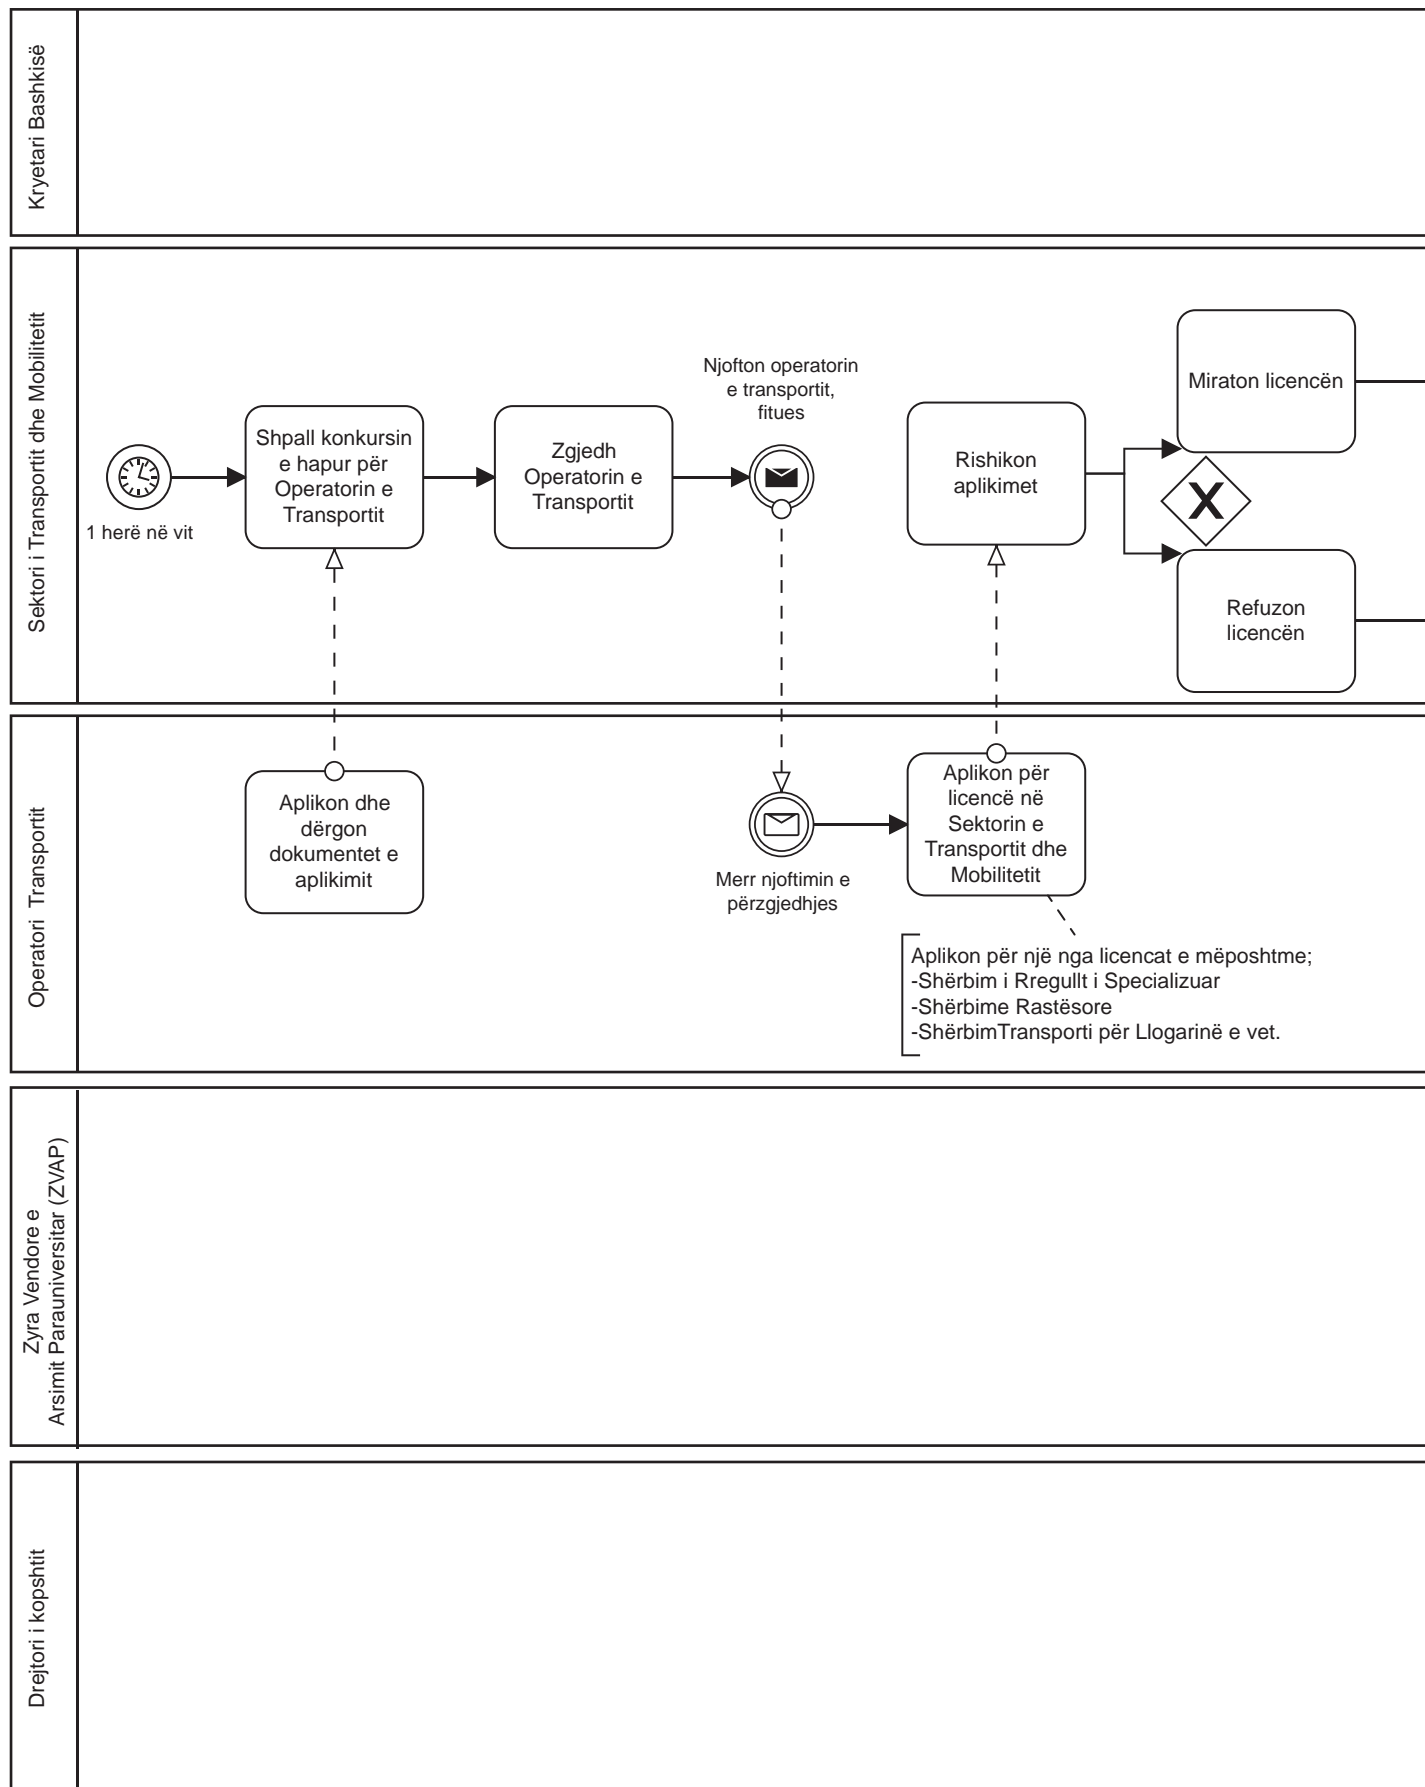 Kryetari Bashkisë
Sektori i Transportit dhe Mobilitetit
1 herë në vit
Shpall konkursin
e hapur për
Operatorin e
Transportit
Zgjedh
Operatorin e
Transportit
Njofton operatorin
e transportit,
fitues
Rishikon
aplikimet
Miraton licencën
X
Refuzon
licencën
Operatori Transportit
Aplikon dhe
dërgon
dokumentet e
aplikimit
Merr njoftimin e
përzgjedhjes
Aplikon për
licencë në
Sektorin e
Transportit dhe
Mobilitetit
Aplikon për një nga licencat e mëposhtme;
-Shërbim i Rregullt i Specializuar
-Shërbime Rastësore
-ShërbimTransporti për Llogarinë e vet.
Zyra Vendore e
Arsimit Parauniversitar (ZVAP)
Drejtori i kopshtit